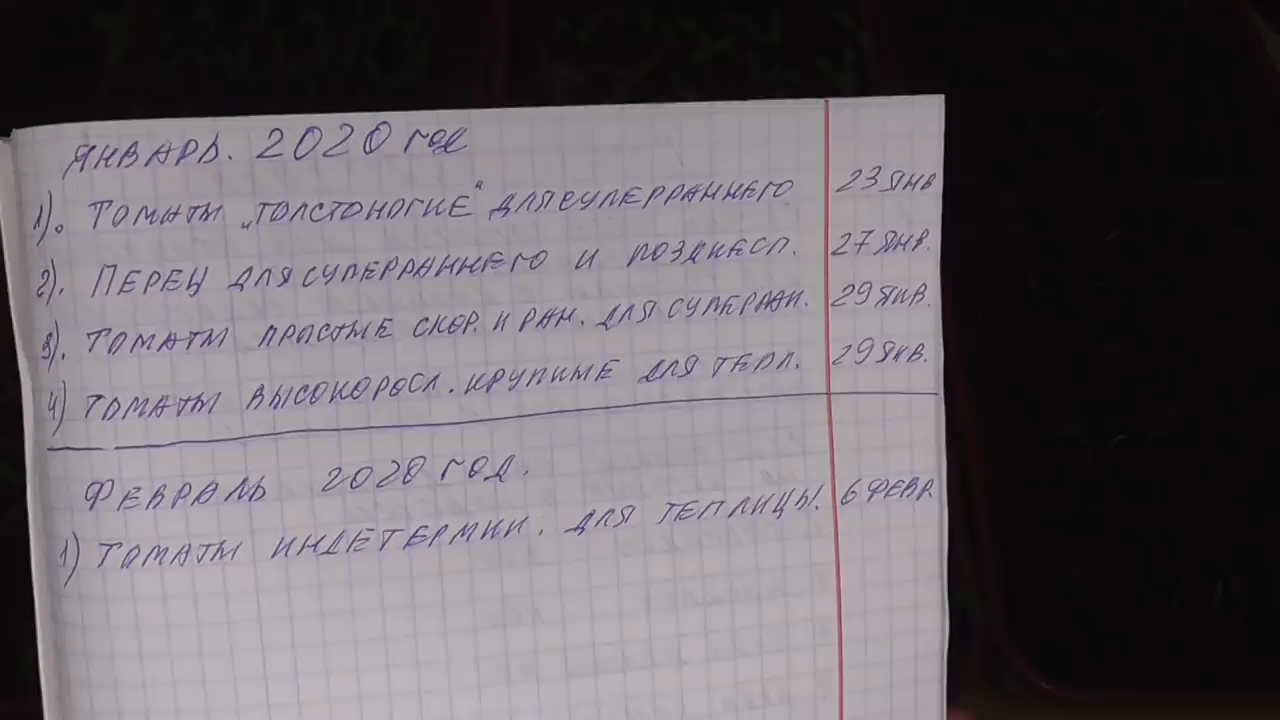 ЯНВАРЬ. 2020 год
1). ТОМАТЫ „ТОЛСТОНОГИЕ" ДЛЯ СУПЕРРАННЕГО 23 ЯНВ
2). ПЕРЕЦ ДЛЯ СУПЕРРАННЕГО И ПОЗДНЕСП. 27 ЯНВ.
3). ТОМАТЫ ПРОСТЫЕ СКОР. И РАН. ДЛЯ СУПЕРРАН. 29 ЯНВ.
4) ТОМАТЫ ВЫСОКОРОСЛ. КРУПНЫЕ ДЛЯ ТЕПЛ. 29 ЯНВ.
ФЕВРАЛЬ 2020 ГОД.
1) ТОМАТЫ ИНДЕТЕРМИН. ДЛЯ ТЕПЛИЦЫ. 6 ФЕВР.